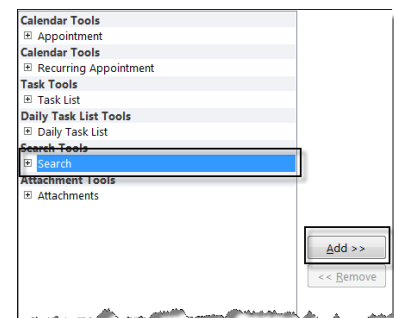 Calendar Tools
Appointment
Calendar Tools
Recurring Appointment
Task Tools
Task List
Daily Task List Tools
Daily Task List
Search Tools
Search
Attachment Tools
Attachments
Add >>
<< Remove